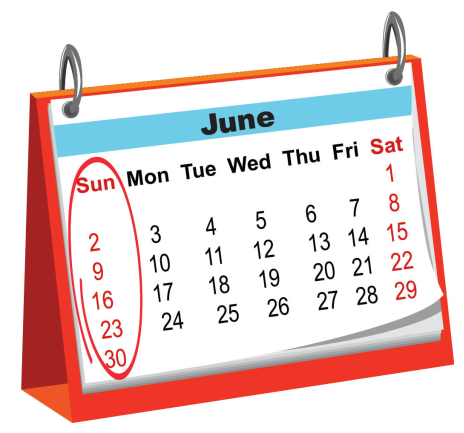 June
Sun Mon Tue Wed Thu Fri Sat
1
2 3 4 5 6 7 8
9 10 11 12 13 14 15
16 17 18 19 20 21 22
23 24 25 26 27 28 29
30